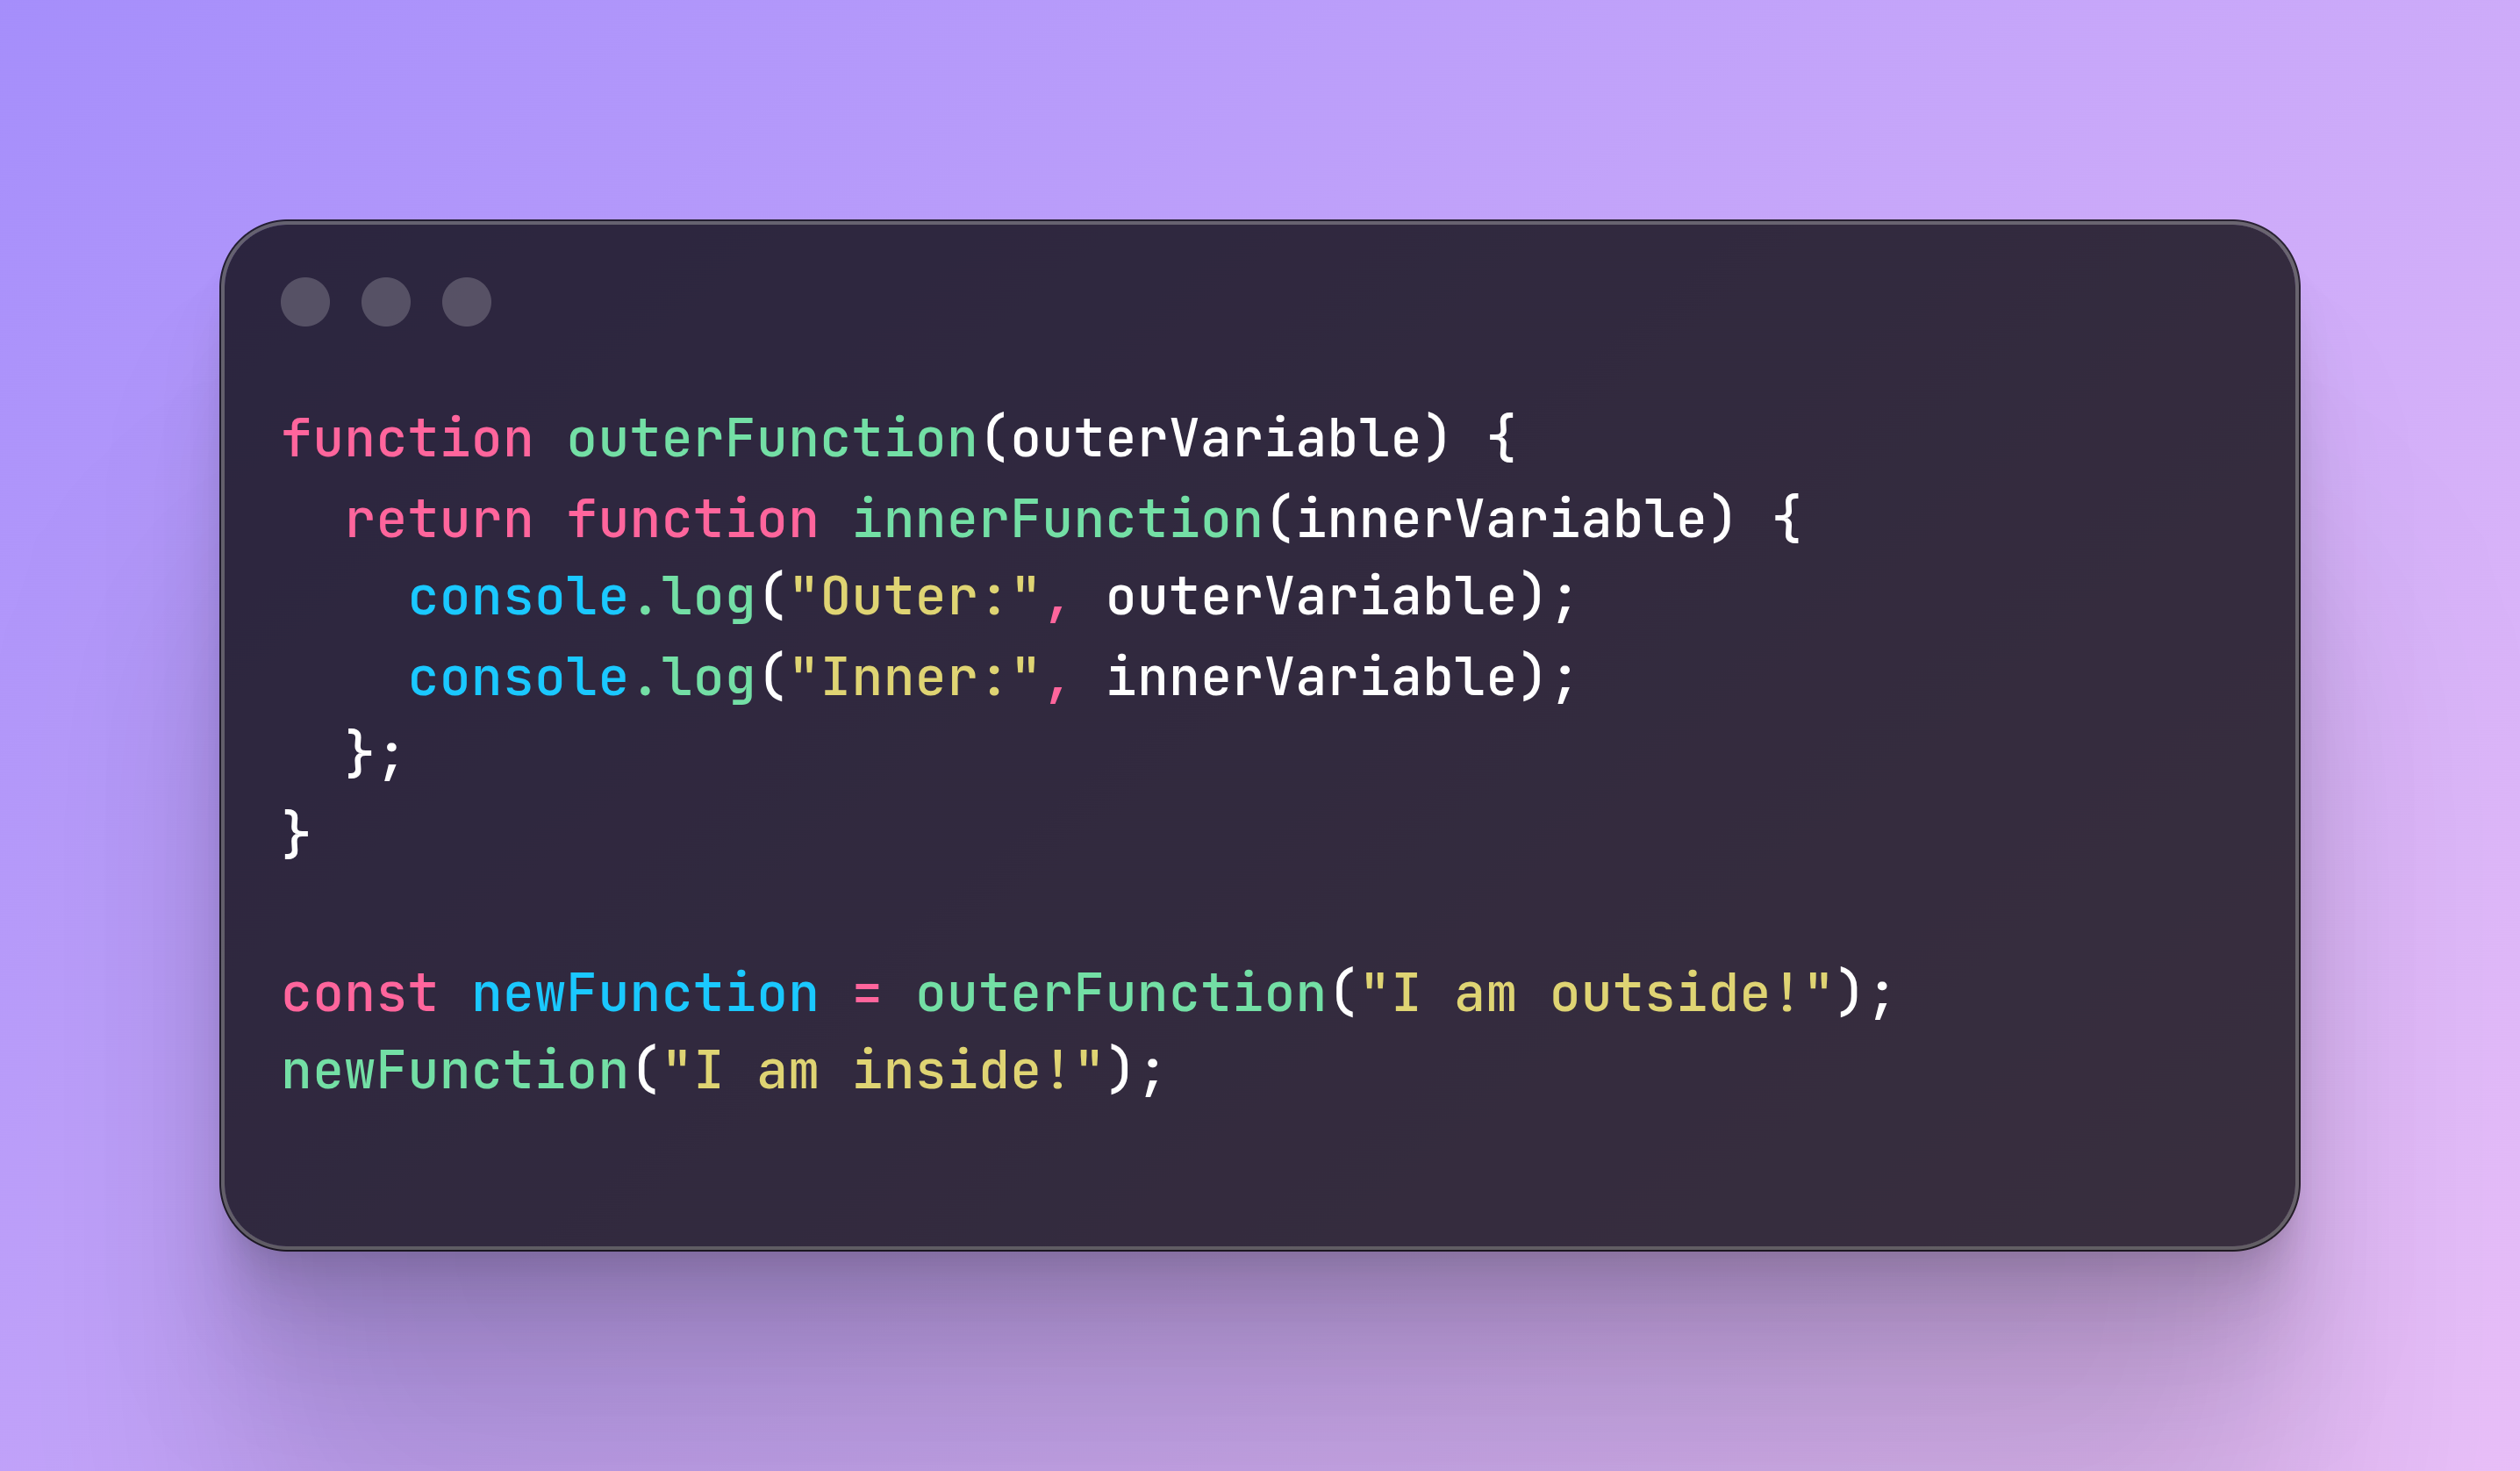 function outerFunction(outerVariable) {
  return function innerFunction(innerVariable) {
    console.log("Outer:", outerVariable);
    console.log("Inner:", innerVariable);
  };
}

const newFunction = outerFunction("I am outside!");
newFunction("I am inside!");